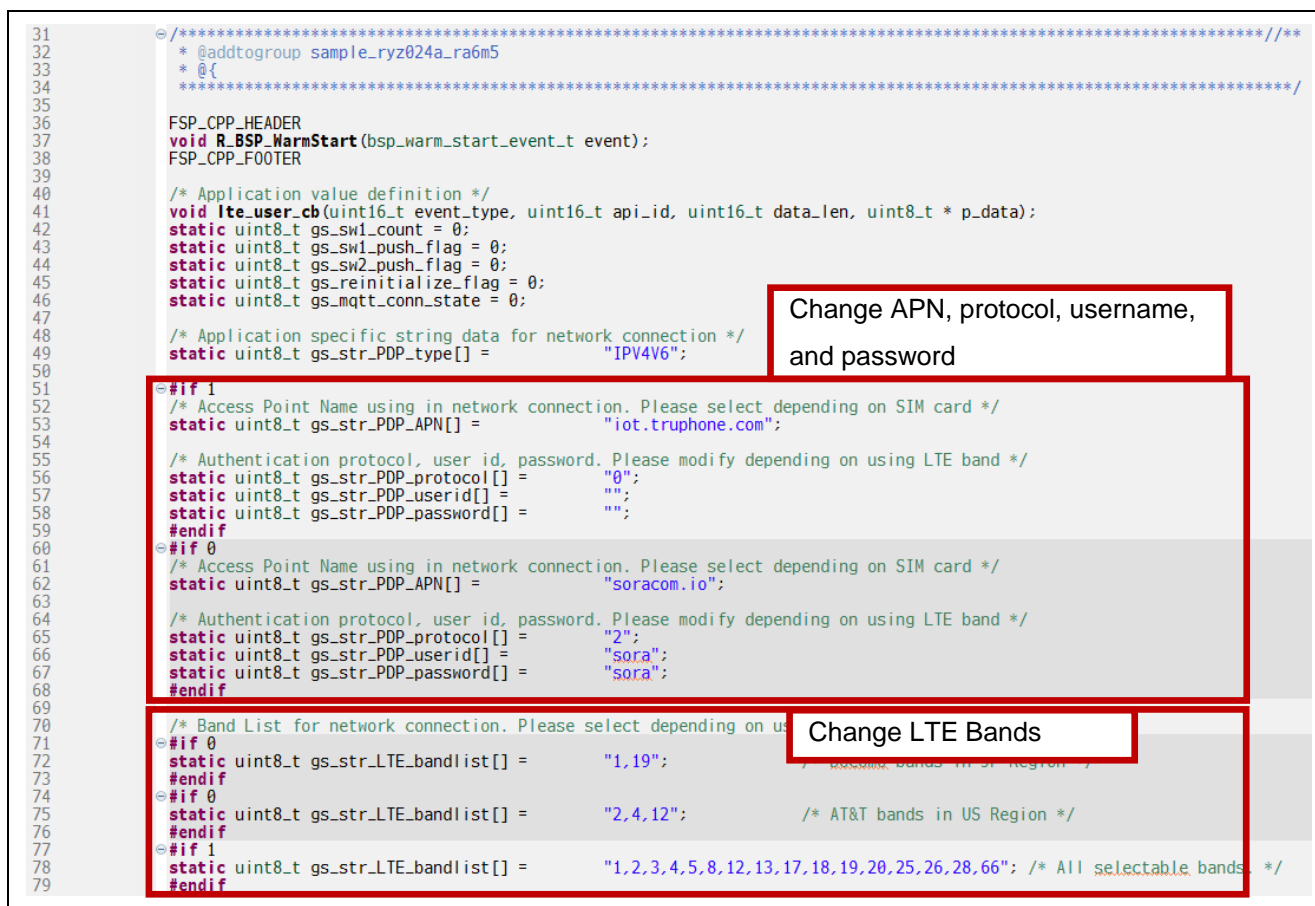 31 /*******************************************************************************************************************//**
32  * @addtogroup sample_ryz024a_ra6m5
33  * @{
34  **********************************************************************************************************************/
35
36 FSP_CPP_HEADER
37 void R_BSP_WarmStart(bsp_warm_start_event_t event);
38 FSP_CPP_FOOTER
39
40 /* Application value definition */
41 void lte_user_cb(uint16_t event_type, uint16_t api_id, uint16_t data_len, uint8_t * p_data);
42 static uint8_t gs_sw1_count = 0;
43 static uint8_t gs_sw1_push_flag = 0;
44 static uint8_t gs_sw2_push_flag = 0;
45 static uint8_t gs_reinitialize_flag = 0;
46 static uint8_t gs_mqtt_conn_state = 0;
47
Change APN, protocol, username,
and password
48 /* Application specific string data for network connection */
49 static uint8_t gs_str_PDP_type[] = "IPV4V6";
50
51 #if 1
52 /* Access Point Name using in network connection. Please select depending on SIM card */
53 static uint8_t gs_str_PDP_APN[] = "iot.truphone.com";
54
55 /* Authentication protocol, user id, password. Please modify depending on using LTE band */
56 static uint8_t gs_str_PDP_protocol[] = "0";
57 static uint8_t gs_str_PDP_userid[] = "";
58 static uint8_t gs_str_PDP_password[] = "";
59 #endif
60 #if 0
61 /* Access Point Name using in network connection. Please select depending on SIM card */
62 static uint8_t gs_str_PDP_APN[] = "soracom.io";
63
64 /* Authentication protocol, user id, password. Please modify depending on using LTE band */
65 static uint8_t gs_str_PDP_protocol[] = "2";
66 static uint8_t gs_str_PDP_userid[] = "sora";
67 static uint8_t gs_str_PDP_password[] = "sora";
68 #endif
69
70 /* Band List for network connection. Please select depending on
Change LTE Bands
71 #if 0
72 static uint8_t gs_str_LTE_bandlist[] = "1,19"; bands in Region */
73 #endif
74 #if 0
75 static uint8_t gs_str_LTE_bandlist[] = "2,4,12"; /* AT&T bands in US Region */
76 #endif
77 #if 1
78 static uint8_t gs_str_LTE_bandlist[] = "1,2,3,4,5,8,12,13,17,18,19,20,25,26,28,66"; /* All selectable bands. */
79 #endif